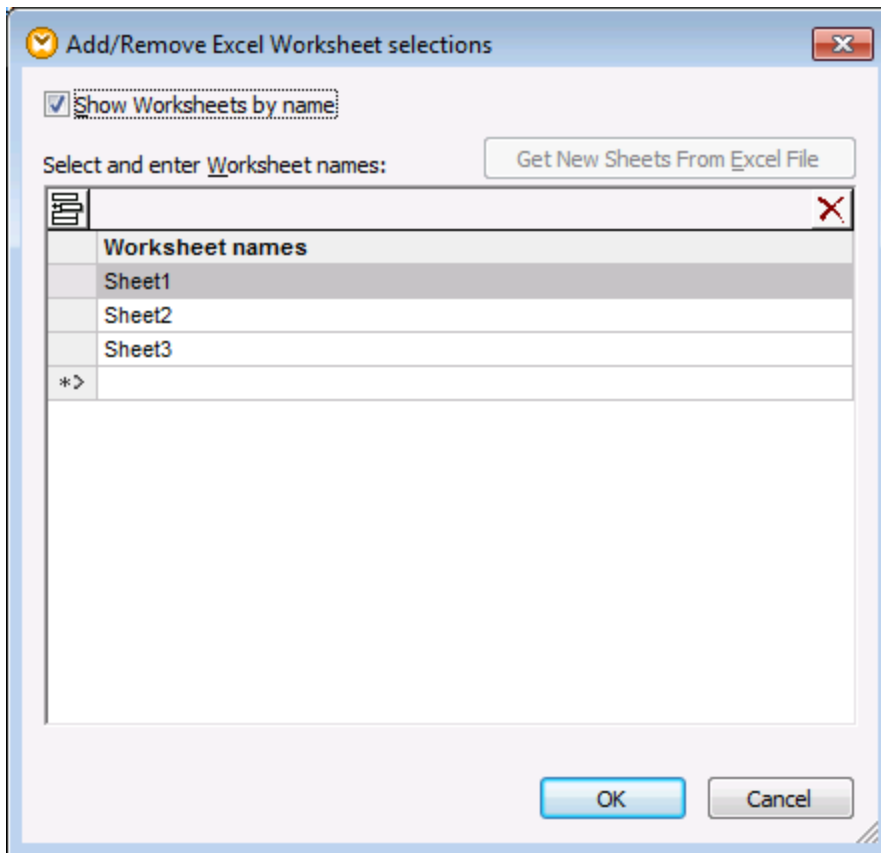 Add/Remove Excel Worksheet selections
Show Worksheets by name
Select and enter Worksheet names:
Get New Sheets From Excel File
Worksheet names
Sheet1
Sheet2
Sheet3
*>
OK
Cancel